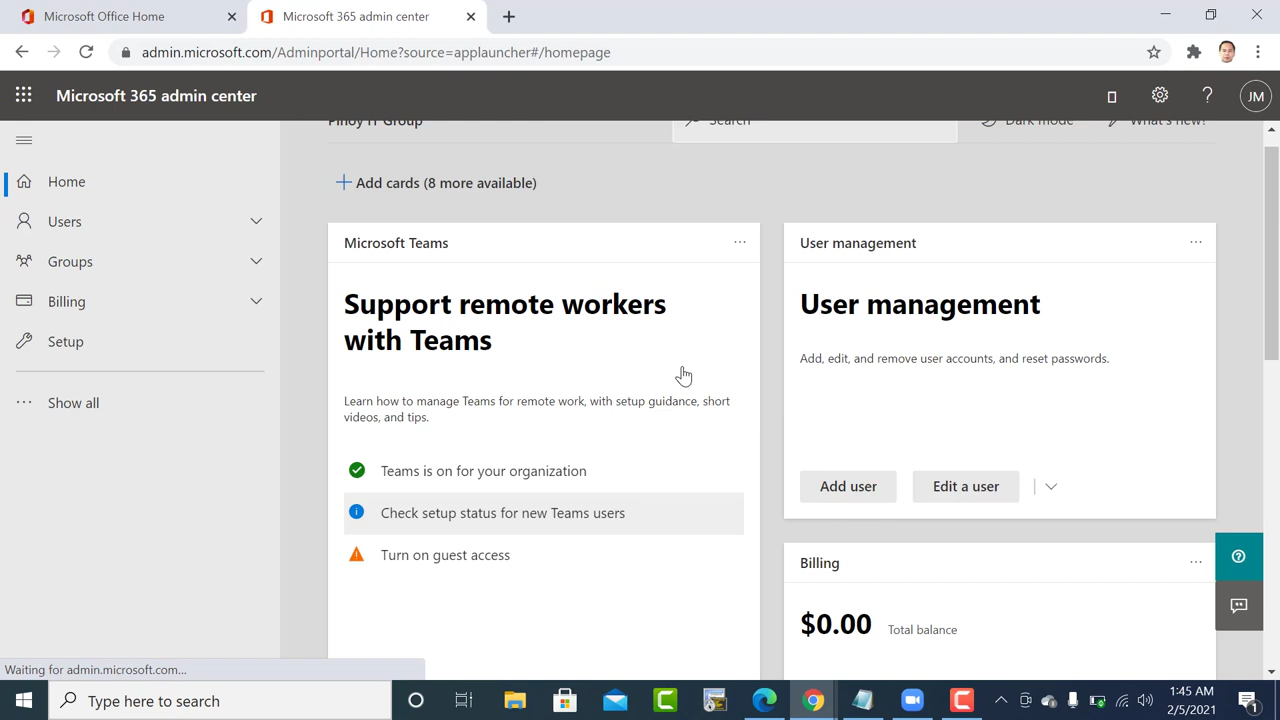 Microsoft Office Home
Microsoft 365 admin center
admin.microsoft.com/Adminportal/Home?source=applauncher#/homepage
Microsoft 365 admin center
JM
Pinoy IT Group
Search
Dark mode
What's new?
Home
Users
Groups
Billing
Setup
Show all
Add cards (8 more available)
Microsoft Teams
Support remote workers
with Teams
Learn how to manage Teams for remote work, with setup guidance, short
videos, and tips.
Teams is on for your organization
Check setup status for new Teams users
Turn on guest access
User management
User management
Add, edit, and remove user accounts, and reset passwords.
Add user
Edit a user
Billing
$0.00 Total balance
Waiting for admin.microsoft.com...
Type here to search
1:45 AM
2/5/2021
1